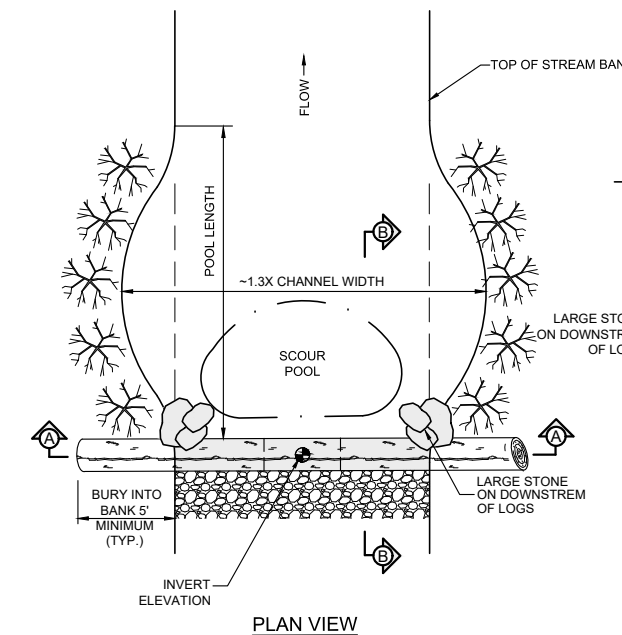 FLOW
TOP OF STREAM BAN
POOL LENGTH
B
~1.3X CHANNEL WIDTH
LARGE STO
ON DOWNSTR
OF LO
SCOUR
POOL
A
A
LARGE STONE
ON DOWNSTREM
OF LOGS
BURY INTO
BANK 5'
MINIMUM
(TYP.)
B
INVERT
ELEVATION
PLAN VIEW